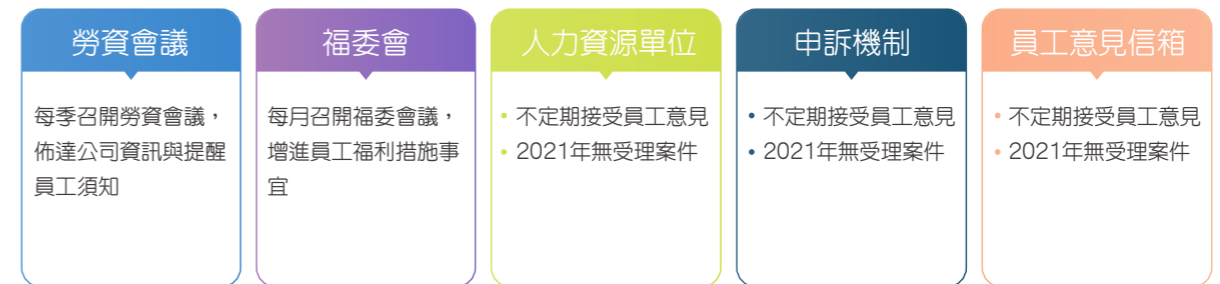 勞資會議
每季召開勞資會議，
佈達公司資訊與提醒
員工須知
福委會
每月召開福委會議，
增進員工福利措施事
宜
人力資源單位
• 不定期接受員工意見
• 2021年無受理案件
申訴機制
• 不定期接受員工意見
• 2021年無受理案件
員工意見信箱
• 不定期接受員工意見
• 2021年無受理案件